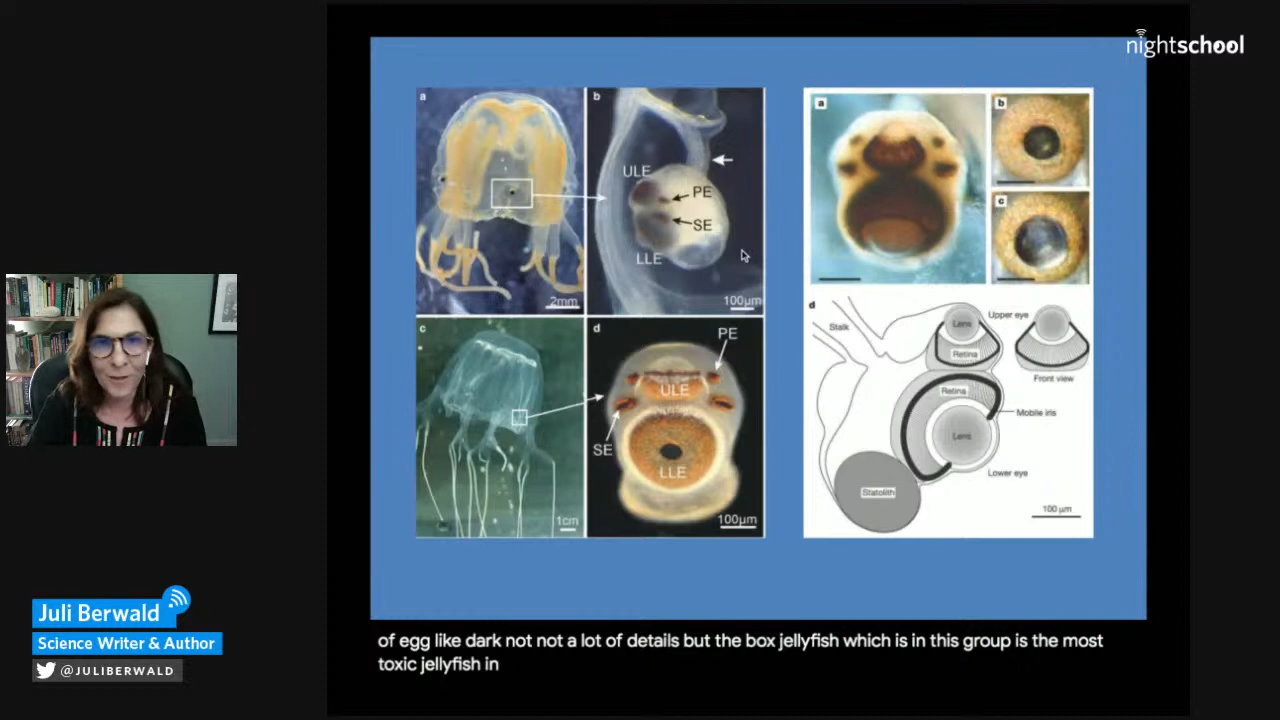 nightschool
a
b
ULE
PE
SE
LLE
2mm
100µm
c
d
PE
ULE
SE
LLE
1cm
100µm
a
b
c
d
Stalk
Lens
Upper eye
Retina
Front view
Retina
Mobile iris
Lens
Lower eye
Statolith
100 µm
Juli Berwald
Science Writer & Author
@JULIBERWALD
of egg like dark not not a lot of details but the box jellyfish which is in this group is the most
toxic jellyfish in